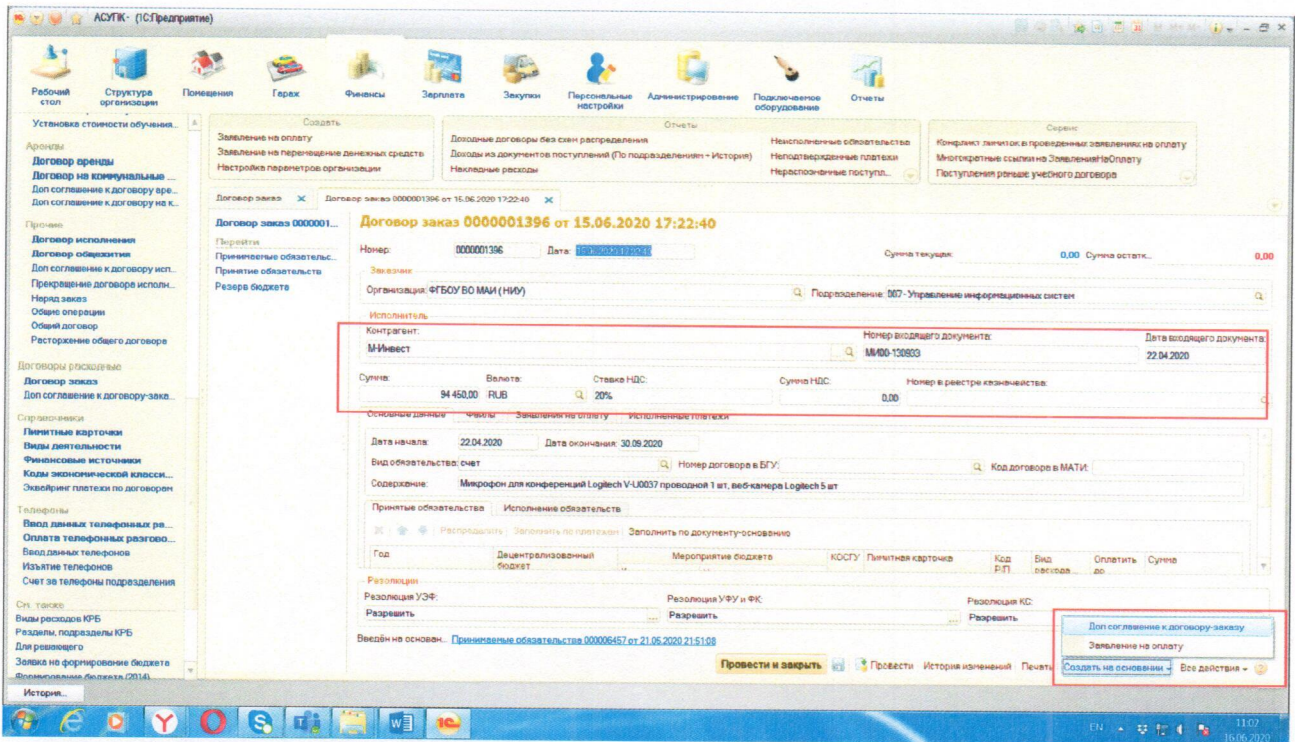 АСУПК- (1С:Предприятие)
Рабочий стол
Структура организации
Помещения
Гараж
Финансы
Зарплата
Закупки
Персональные настройки
Администрирование
Подключаемое оборудование
Отчеты
Установка стоимости обучения...
Аренды
Договор аренды
Договор на коммунальные ...
Доп соглашение к договору аре...
Доп соглашение к договору на к...
Прочие
Договор исполнения
Договор общежития
Доп соглашение к договору исп...
Прекращение договора исполн...
Наряд заказ
Общие операции
Общий договор
Расторжение общего договора
Договоры расходные
Договор заказ
Доп соглашение к договору-зака...
Справочники
Лимитные карточки
Виды деятельности
Финансовые источники
Коды экономической класси...
Эквайринг платежи по договорам
Телефоны
Ввод данных телефонных ра...
Оплата телефонных разгово...
Ввод данных телефонов
Изъятие телефонов
Счет за телефоны подразделения
См. также
Виды расходов КРБ
Разделы, подразделы КРБ
Для решающего
Заявка на формирование бюджета
Формирование бюджета (2014)
История...
Создать
Заявление на оплату
Заявление на перемещение денежных средств
Настройка параметров организации
Отчеты
Доходные договоры без схем распределения
Доходы из документов поступлений (По подразделениям + История)
Накладные расходы
Неисполненные обязательства
Неподтвержденные платежи
Нераспознанные поступл...
Сервис
Конфликт лимиток в проведенных заявлениях на оплату
Многократные ссылки на ЗаявленияНаОплату
Поступления раньше учебного договора
Договор заказ
Договор заказ 0000001396 от 15.06.2020 17:22:40
Договор заказ 0000001...
Перейти
Принимаемые обязательс...
Принятие обязательств
Резерв бюджета
Договор заказ 0000001396 от 15.06.2020 17:22:40
Номер: 0000001396 Дата: 15.06.2020 17:22:40 Сумма текущая: 0,00 Сумма остатк... 0,00
Заказчик
Организация: ФГБОУ ВО МАИ ( НИУ) Подразделение: 007 - Управление информационных систем
Исполнитель
Контрагент: Номер входящего документа: Дата входящего документа:
М-Инвест МИ00-130933 22.04.2020
Сумма: Валюта: Ставка НДС: Сумма НДС: Номер в реестре казначейства:
94 450,00 RUB 20% 0,00
Основные данные Файлы Заявления на оплату Исполненные платежи
Дата начала: 22.04.2020 Дата окончания: 30.09.2020
Вид обязательства: счет Номер договора в БГУ: Код договора в МАТИ:
Содержание: Микрофон для конференций Logitech V-U0037 проводной 1 шт, веб-камера Logitech 5 шт
Принятые обязательства Исполнение обязательств
Распределить Заполнить по платежам Заполнить по документу-основанию
Год Децентрализованный бюджет Мероприятие бюджета КОСГУ Лимитная карточка Код Р/П Вид расхода... Оплатить до Сумма
Резолюции
Резолюция УЭФ: Резолюция УФУ и ФК: Резолюция КС:
Разрешить ... Разрешить ... Разрешить
Доп соглашение к договору-заказу
Заявление на оплату
Введён на основан... Принимаемые обязательства 000006457 от 21.05.2020 21:51:08
Провести и закрыть Провести История изменений Печать Создать на основании Все действия
EN 11:02
16.06.2020